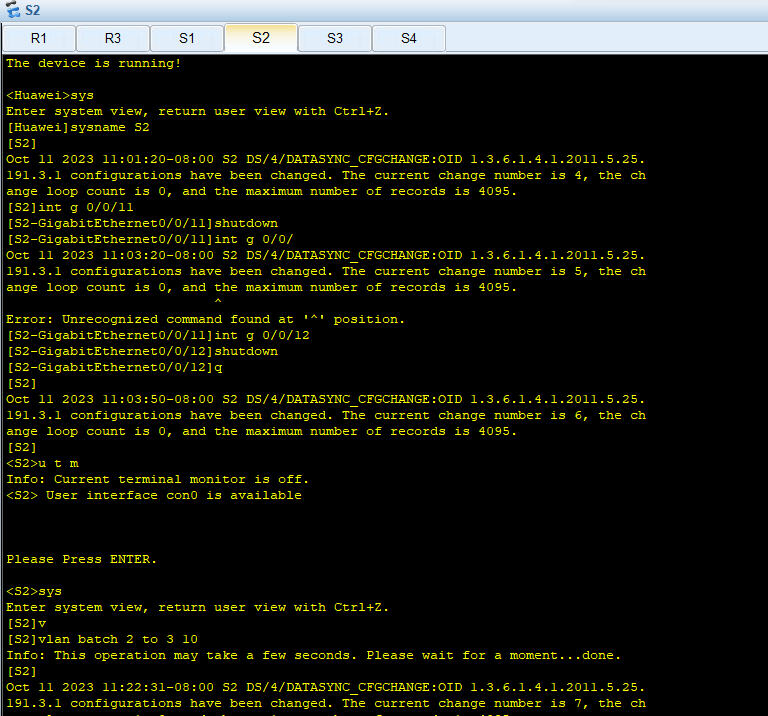 S2
R1
R3
S1
S2
S3
S4
The device is running!
<Huawei>sys
Enter system view, return user view with Ctrl+Z.
[Huawei]sysname S2
[S2]
Oct 11 2023 11:01:20-08:00 S2 DS/4/DATASYNC_CFGCHANGE:OID 1.3.6.1.4.1.2011.5.25.
191.3.1 configurations have been changed. The current change number is 4, the ch
ange loop count is 0, and the maximum number of records is 4095.
[S2]int g 0/0/11
[S2-GigabitEthernet0/0/11]shutdown
[S2-GigabitEthernet0/0/11]int g 0/0/
Oct 11 2023 11:03:20-08:00 S2 DS/4/DATASYNC_CFGCHANGE:OID 1.3.6.1.4.1.2011.5.25.
191.3.1 configurations have been changed. The current change number is 5, the ch
ange loop count is 0, and the maximum number of records is 4095.
^
Error: Unrecognized command found at '^' position.
[S2-GigabitEthernet0/0/11]int g 0/0/12
[S2-GigabitEthernet0/0/12]shutdown
[S2-GigabitEthernet0/0/12]q
[S2]
Oct 11 2023 11:03:50-08:00 S2 DS/4/DATASYNC_CFGCHANGE:OID 1.3.6.1.4.1.2011.5.25.
191.3.1 configurations have been changed. The current change number is 6, the ch
ange loop count is 0, and the maximum number of records is 4095.
[S2]
<S2>u t m
Info: Current terminal monitor is off.
<S2> User interface con0 is available
Please Press ENTER.
<S2>sys
Enter system view, return user view with Ctrl+Z.
[S2]v
[S2]vlan batch 2 to 3 10
Info: This operation may take a few seconds. Please wait for a moment...done.
[S2]
Oct 11 2023 11:22:31-08:00 S2 DS/4/DATASYNC_CFGCHANGE:OID 1.3.6.1.4.1.2011.5.25.
191.3.1 configurations have been changed. The current change number is 7, the ch